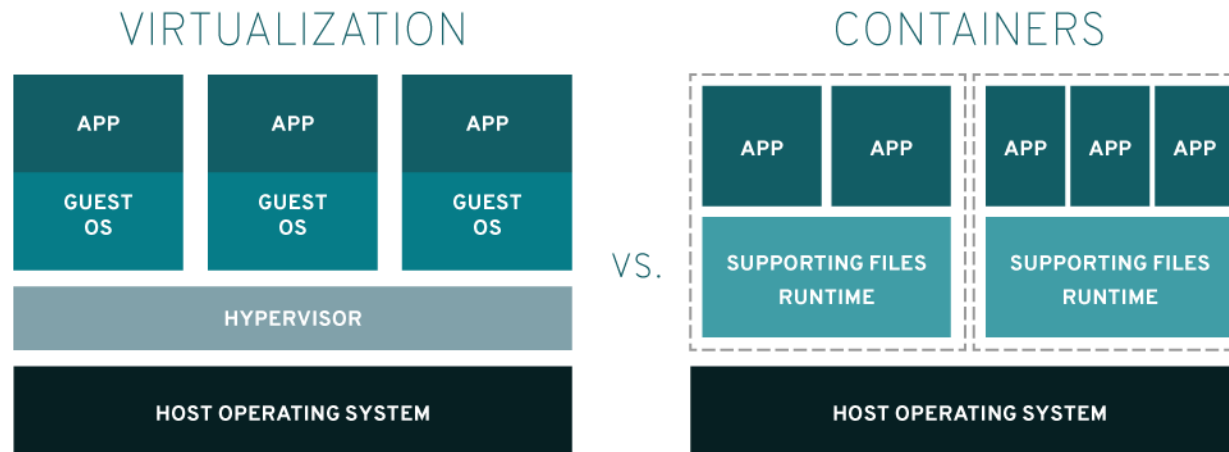 VIRTUALIZATION
APP
APP
APP
GUEST
OS
GUEST
OS
GUEST
OS
HYPERVISOR
HOST OPERATING SYSTEM
VS.
CONTAINERS
APP
APP
APP
APP
APP
SUPPORTING FILES
RUNTIME
SUPPORTING FILES
RUNTIME
HOST OPERATING SYSTEM